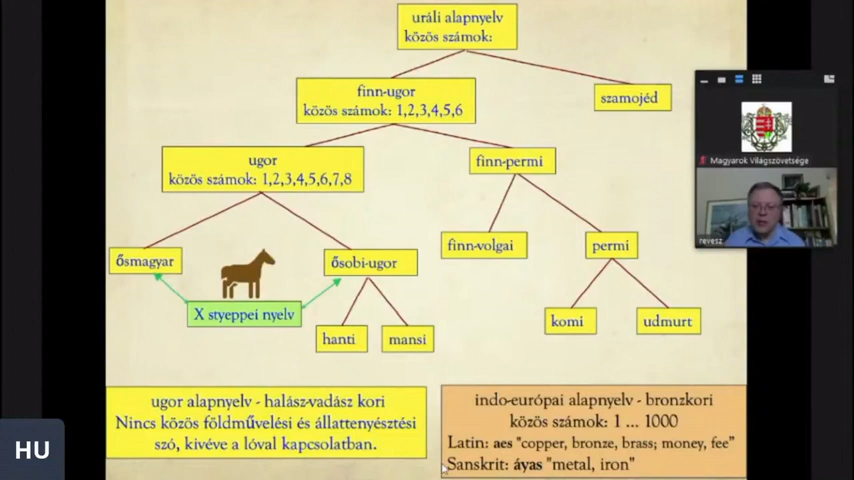 uráli alapnyelv
közös számok:
finn-ugor
közös számok: 1,2,3,4,5,6
szamojéd
ugor
közös számok: 1,2,3,4,5,6,7,8
finn-permi
Magyarok Világszövetsége
revesz
ősmagyar
ősobi-ugor
finn-volgai
permi
X styeppei nyelv
hanti
mansi
komi
udmurt
ugor alapnyelv - halász-vadász kori
Nincs közös földművelési és állattenyésztési
szó, kivéve a lóval kapcsolatban.
indo-európai alapnyelv - bronzkori
közös számok: 1 ... 1000
Latin: aes "copper, bronze, brass; money, fee"
Sanskrit: áyas "metal, iron"
HU